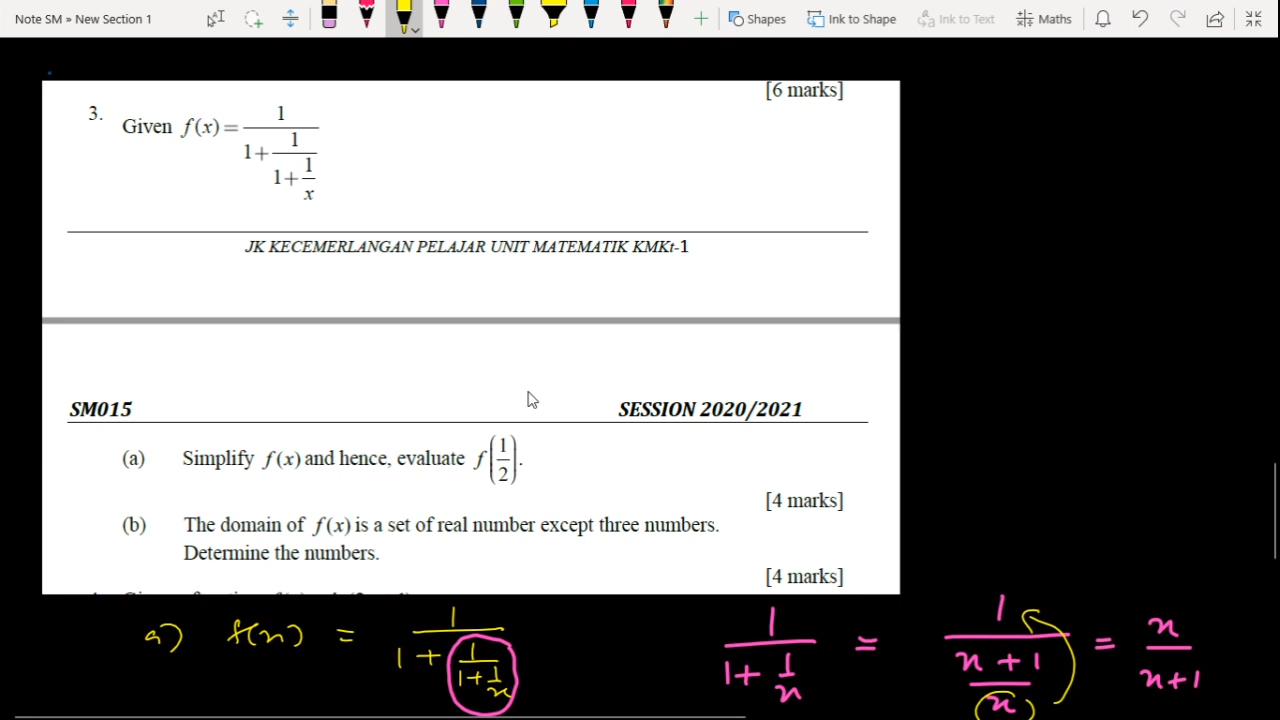 Note SM » New Section 1 Shapes Ink to Shape Ink to Text Maths
[6 marks]
3. Given f(x) = 1/(1+1/(1+1/x))
JK KECEMERLANGAN PELAJAR UNIT MATEMATIK KMKt-1
SM015 SESSION 2020/2021
(a) Simplify f(x) and hence, evaluate f(1/2).
[4 marks]
(b) The domain of f(x) is a set of real number except three numbers.
Determine the numbers.
[4 marks]
a) f(x) = 1/(1+1/(1+1/x)) 1/(1+1/x) = 1/((x+1)/x) = x/(x+1)